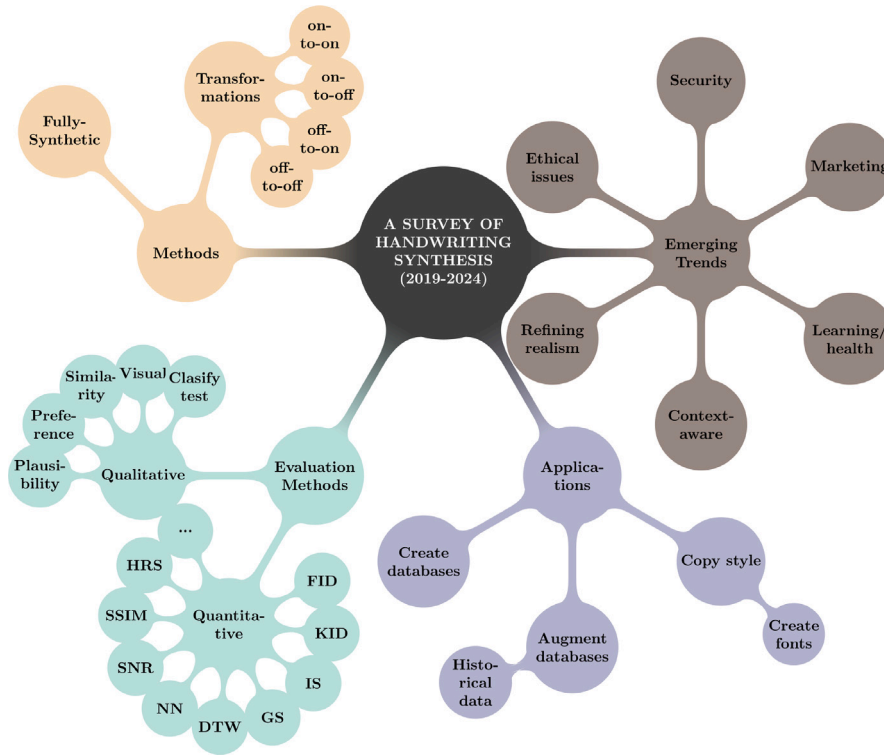 A SURVEY OF
HANDWRITING
SYNTHESIS
(2019-2024)
Methods
Fully-
Synthetic
Transfor-
mations
on-
to-on
on-
to-off
off-
to-on
off-
to-off
Emerging
Trends
Security
Marketing
Learning/
health
Context-
aware
Refining
realism
Ethical
issues
Evaluation
Methods
Qualitative
Plausi-
bility
Prefe-
rence
Simila-
rity
Visual
Clasify
test
Quantita-
tive
...
HRS
SSIM
SNR
NN
DTW
GS
IS
KID
FID
Applica-
tions
Create
databases
Augment
databases
Histo-
rical
data
Copy style
Create
fonts